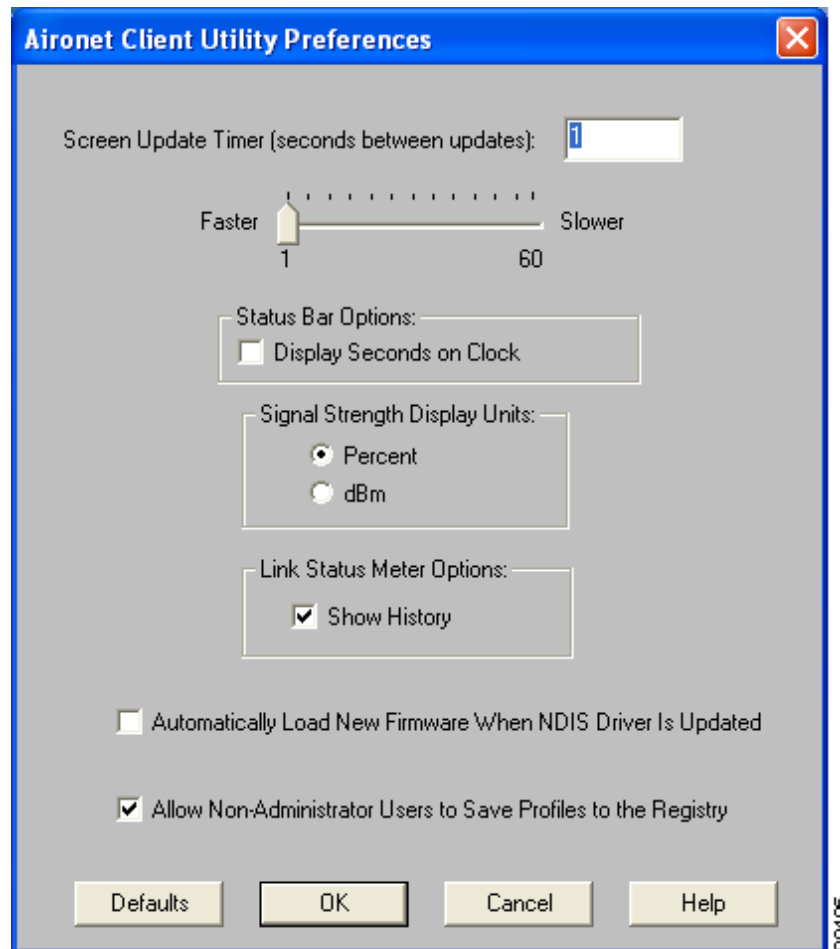 Aironet Client Utility Preferences
Screen Update Timer (seconds between updates): 1
Faster Slower
1 60
Status Bar Options:
Display Seconds on Clock
Signal Strength Display Units:
Percent
dBm
Link Status Meter Options:
Show History
Automatically Load New Firmware When NDIS Driver Is Updated
Allow Non-Administrator Users to Save Profiles to the Registry
Defaults OK Cancel Help